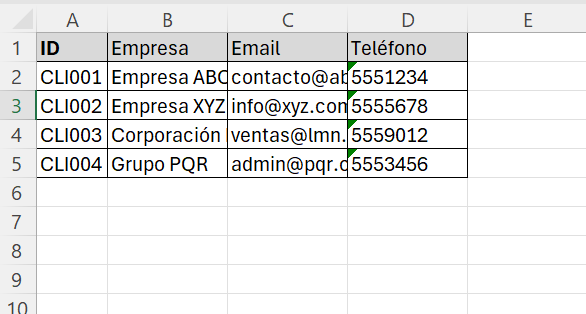 A B C D E
1 ID Empresa Email Teléfono
2 CLI001 Empresa ABC contacto@ab 5551234
3 CLI002 Empresa XYZ info@xyz.com 5555678
4 CLI003 Corporación ventas@lmn. 5559012
5 CLI004 Grupo PQR admin@pqr.c 5553456
6
7
8
9
10